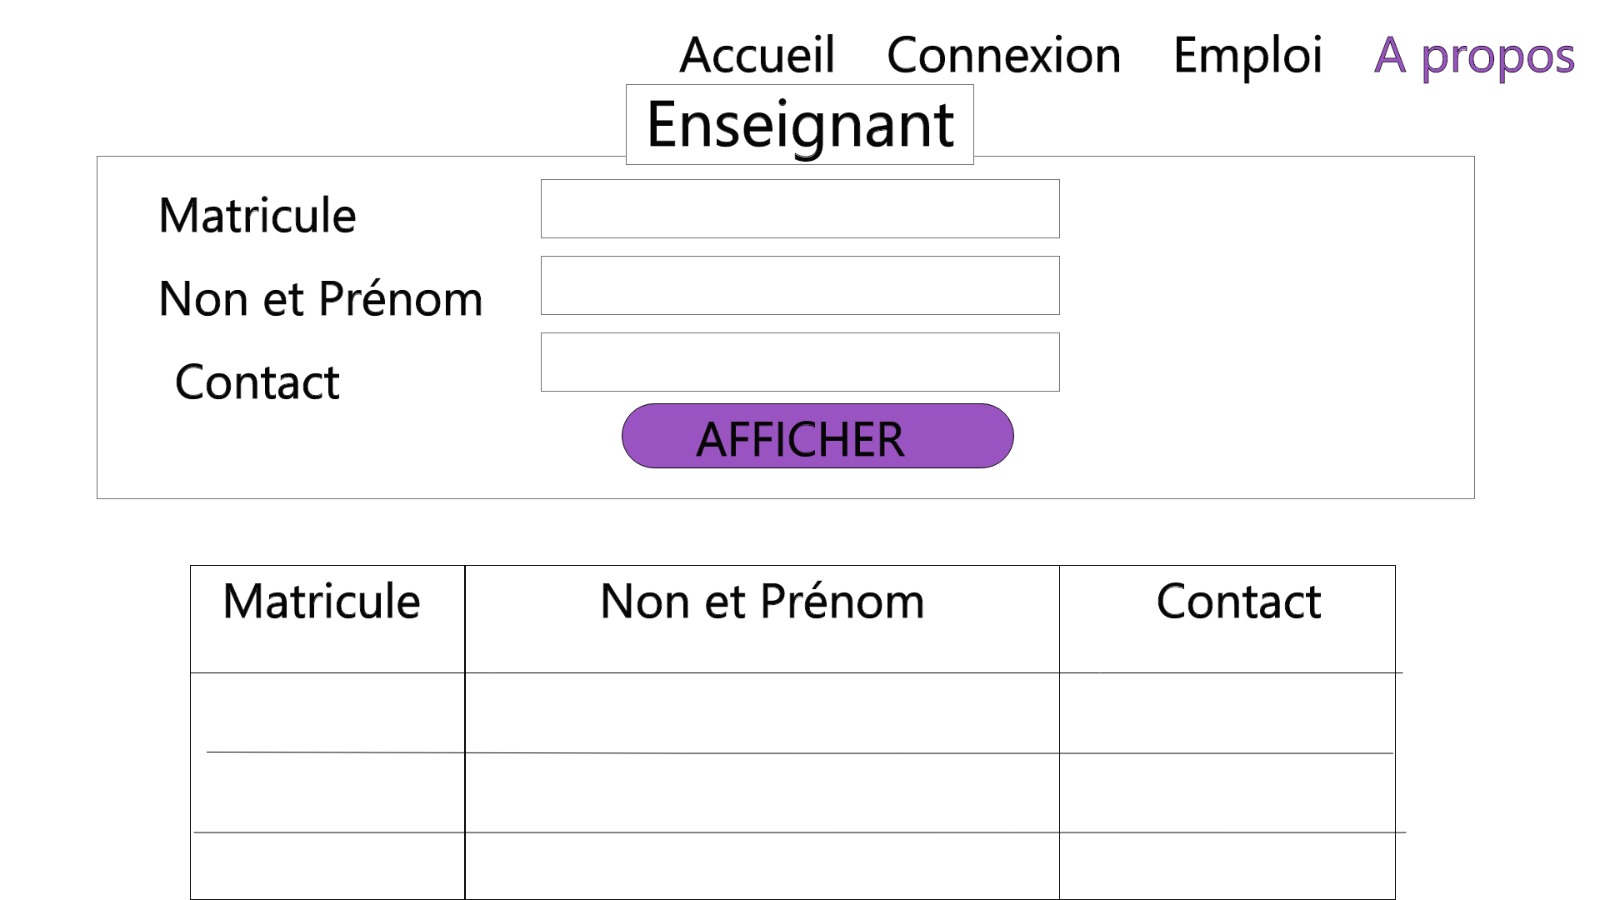 Accueil Connexion Emploi A propos
Enseignant
Matricule
Non et Prénom
Contact
AFFICHER
Matricule Non et Prénom Contact